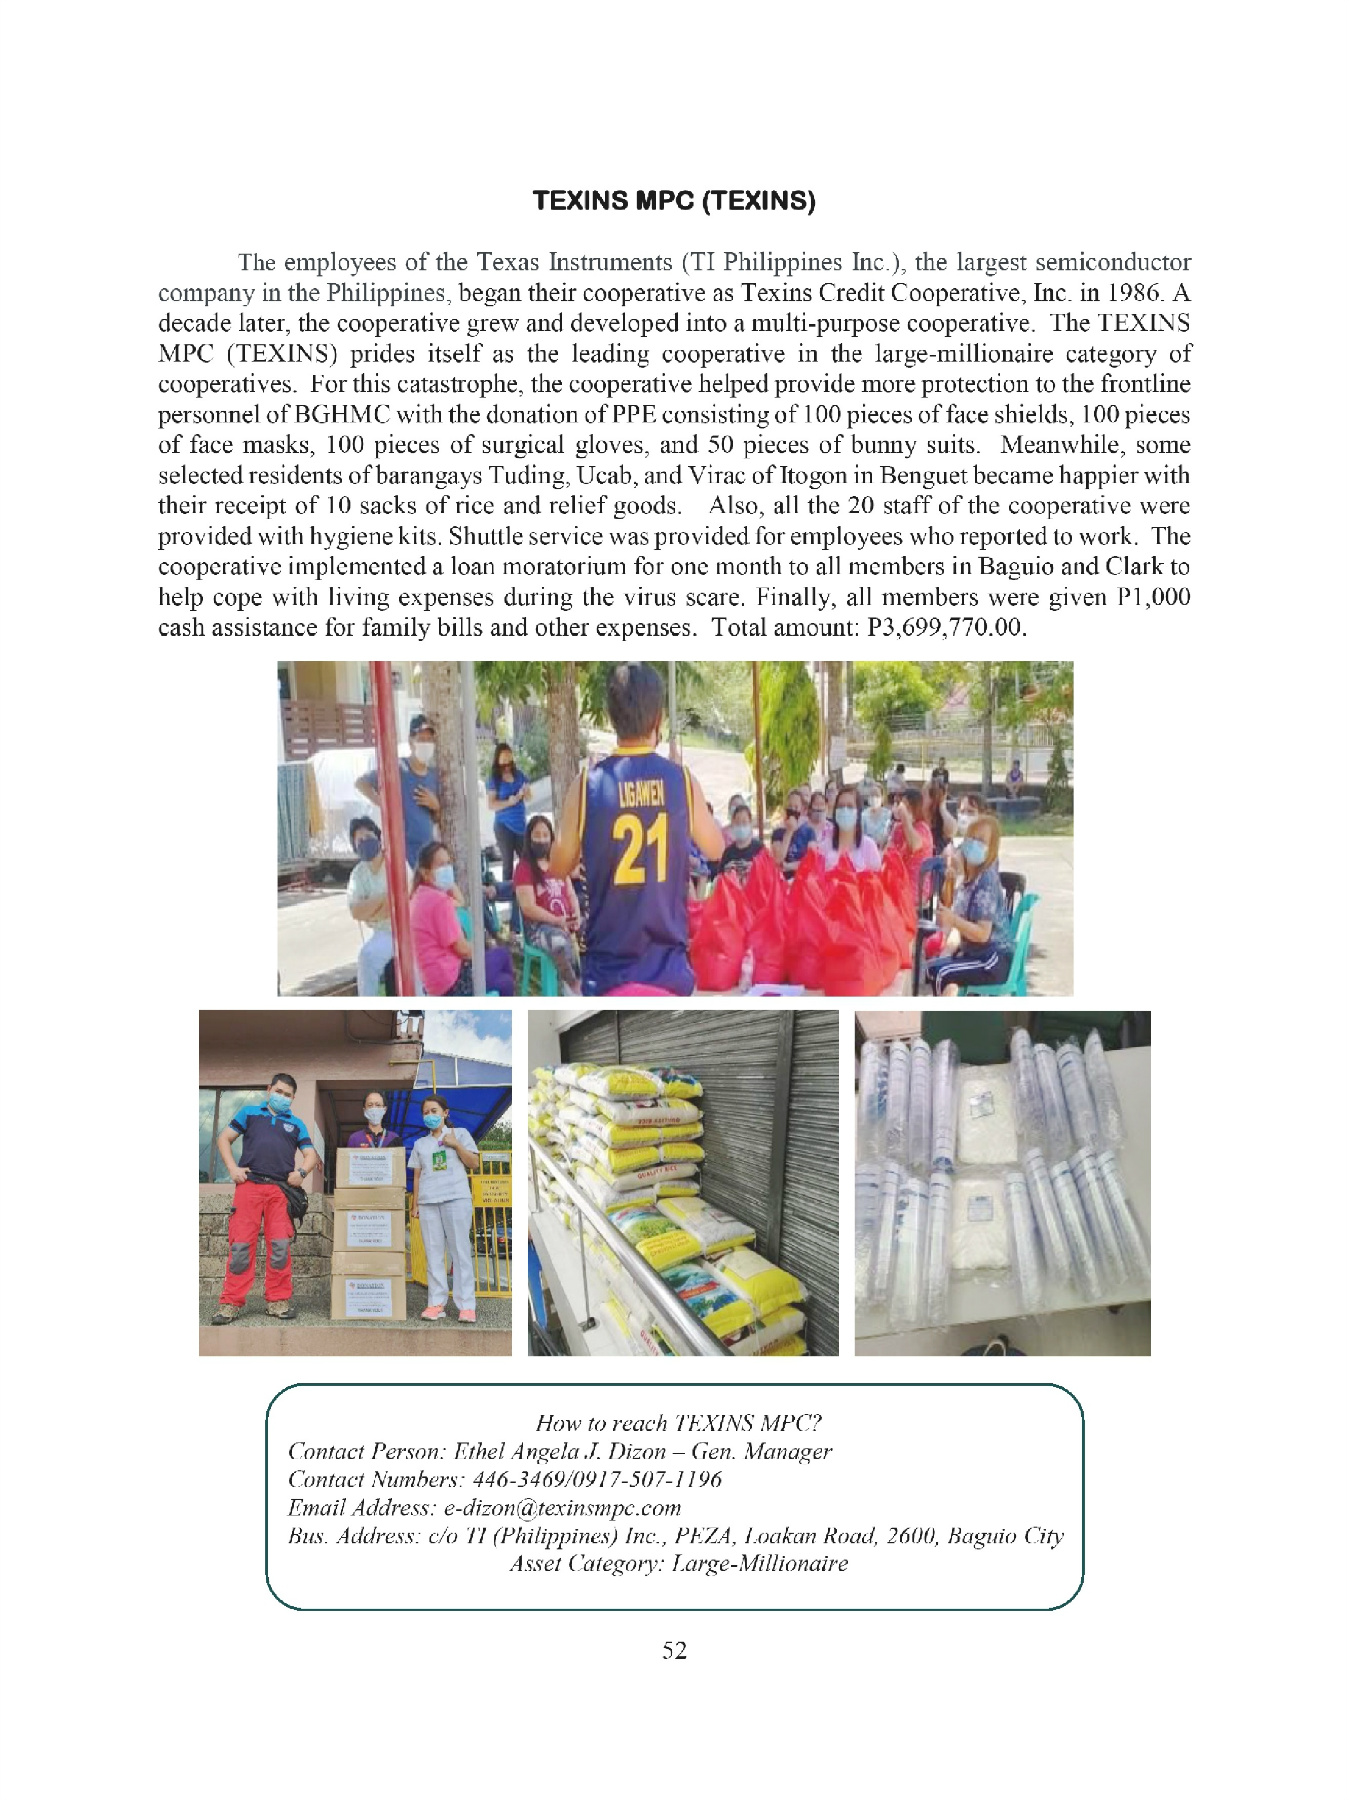 TEXINS MPC (TEXINS)
The employees of the Texas Instruments (TI Philippines Inc.), the largest semiconductor
company in the Philippines, began their cooperative as Texins Credit Cooperative, Inc. in 1986. A
decade later, the cooperative grew and developed into a multi-purpose cooperative. The TEXINS
MPC (TEXINS) prides itself as the leading cooperative in the large-millionaire category of
cooperatives. For this catastrophe, the cooperative helped provide more protection to the frontline
personnel of BGHMC with the donation of PPE consisting of 100 pieces of face shields, 100 pieces
of face masks, 100 pieces of surgical gloves, and 50 pieces of bunny suits. Meanwhile, some
selected residents of barangays Tuding, Ucab, and Virac of Itogon in Benguet became happier with
their receipt of 10 sacks of rice and relief goods. Also, all the 20 staff of the cooperative were
provided with hygiene kits. Shuttle service was provided for employees who reported to work. The
cooperative implemented a loan moratorium for one month to all members in Baguio and Clark to
help cope with living expenses during the virus scare. Finally, all members were given P1,000
cash assistance for family bills and other expenses. Total amount: P3,699,770.00.
LIGAWEN
21
DONATION
THANK YOU
DONATION
THANK YOU
QUALITY RICE
How to reach TEXINS MPC?
Contact Person: Ethel Angela J. Dizon – Gen. Manager
Contact Numbers: 446-3469/0917-507-1196
Email Address: e-dizon@texinsmpc.com
Bus. Address: c/o TI (Philippines) Inc., PEZA, Loakan Road, 2600, Baguio City
Asset Category: Large-Millionaire
52